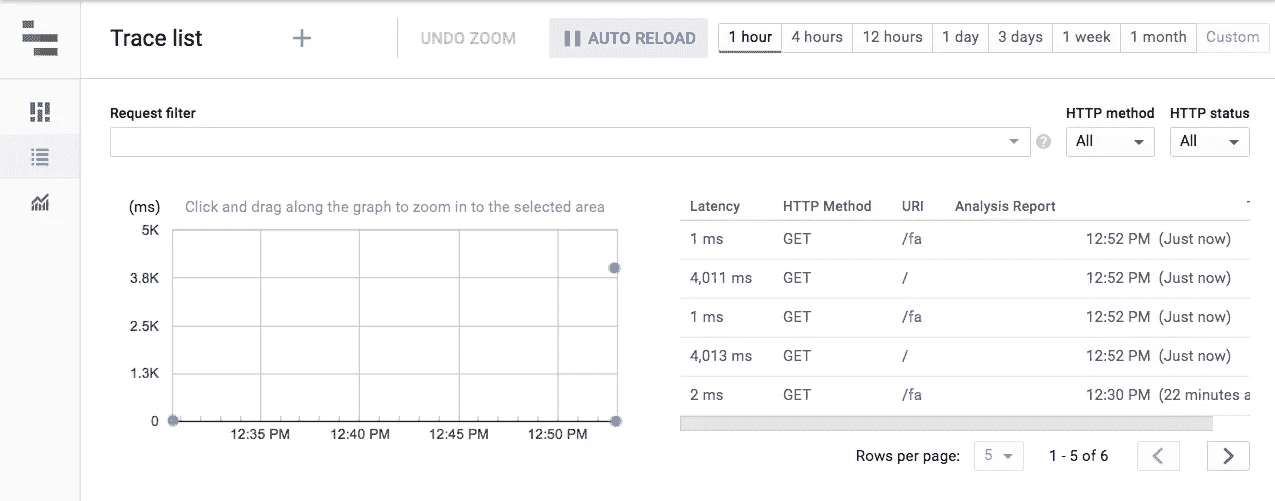 Trace list + UNDO ZOOM AUTO RELOAD 1 hour 4 hours 12 hours 1 day 3 days 1 week 1 month Custom
Request filter HTTP method HTTP status
? All All
(ms) Click and drag along the graph to zoom in to the selected area
5K
3.8K
2.5K
1.3K
0
12:35 PM 12:40 PM 12:45 PM 12:50 PM
Latency HTTP Method URI Analysis Report
1 ms GET /fa 12:52 PM (Just now)
4,011 ms GET / 12:52 PM (Just now)
1 ms GET /fa 12:52 PM (Just now)
4,013 ms GET / 12:52 PM (Just now)
2 ms GET /fa 12:30 PM (22 minutes a
Rows per page: 5 1 - 5 of 6